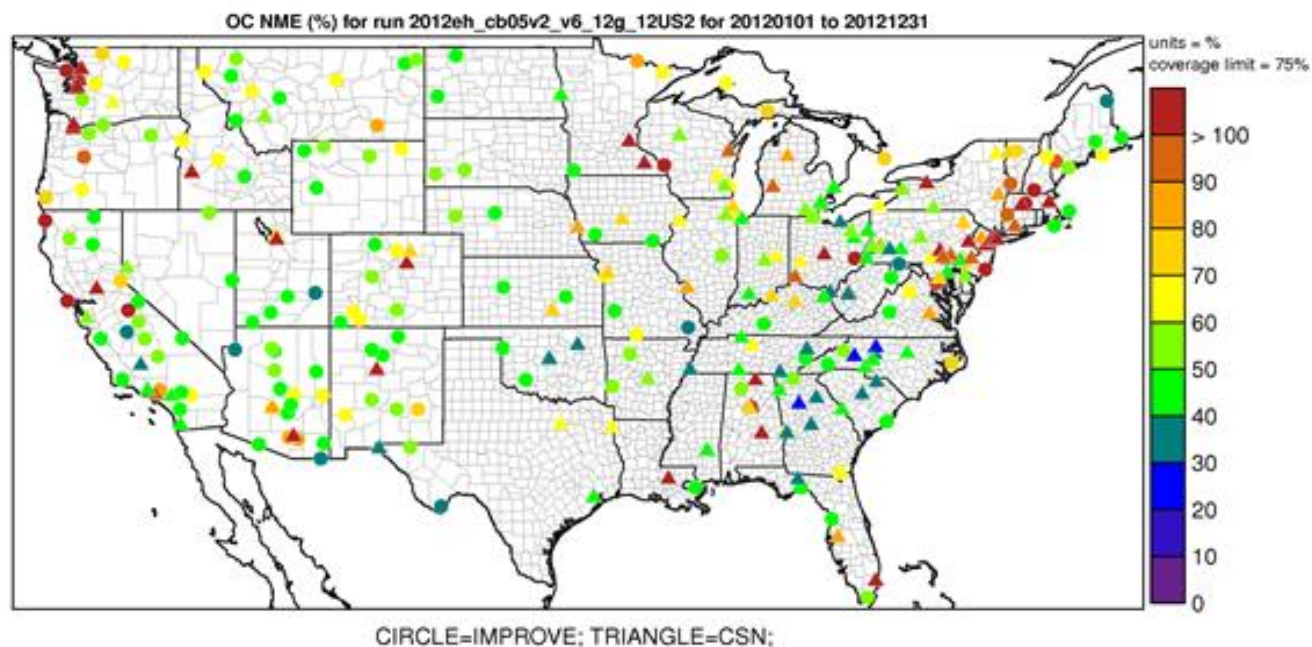 OC NME (%) for run 2012eh_cb05v2_v6_12g_12US2 for 20120101 to 20121231
units = %
coverage limit = 75%
> 100
90
80
70
60
50
40
30
20
10
0
CIRCLE=IMPROVE; TRIANGLE=CSN;